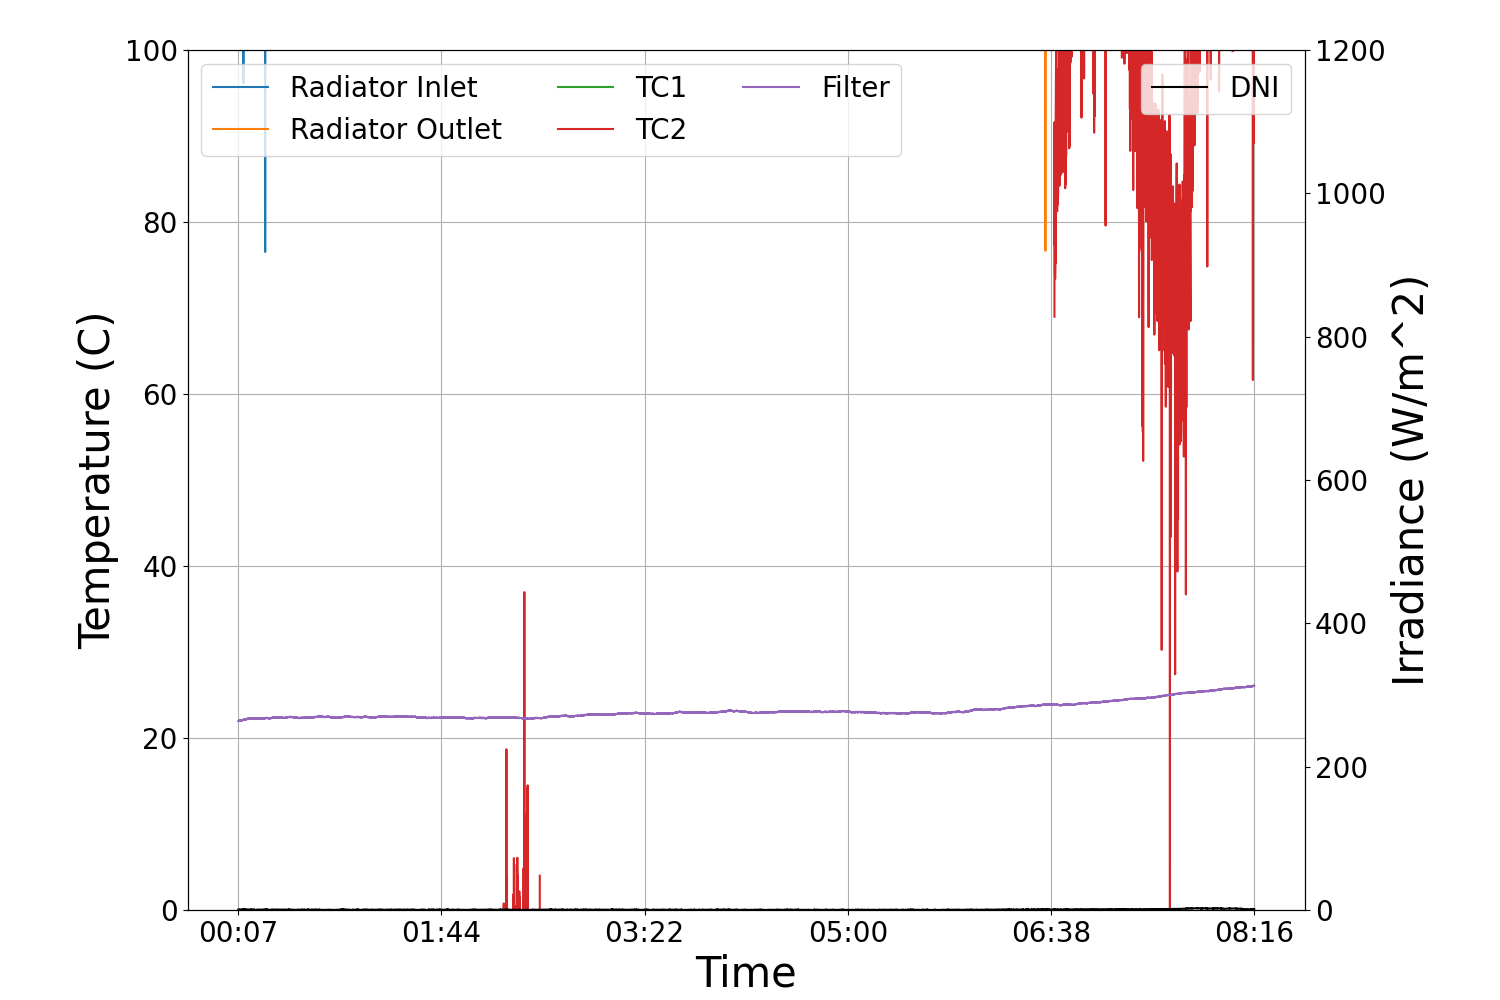 100
80
60
40
20
0
Temperature (C)
Radiator Inlet
Radiator Outlet
TC1
TC2
Filter
DNI
1200
1000
800
600
400
200
0
Irradiance (W/m^2)
00:07
01:44
03:22
05:00
06:38
08:16
Time